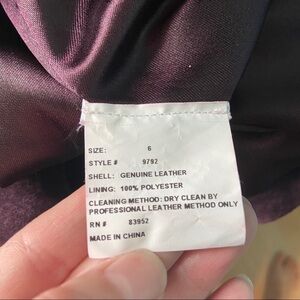 SIZE: 6
STYLE # 9792
SHELL: GENUINE LEATHER
LINING: 100% POLYESTER
CLEANING METHOD: DRY CLEAN BY
PROFESSIONAL LEATHER METHOD ONLY
RN # 83952
MADE IN CHINA